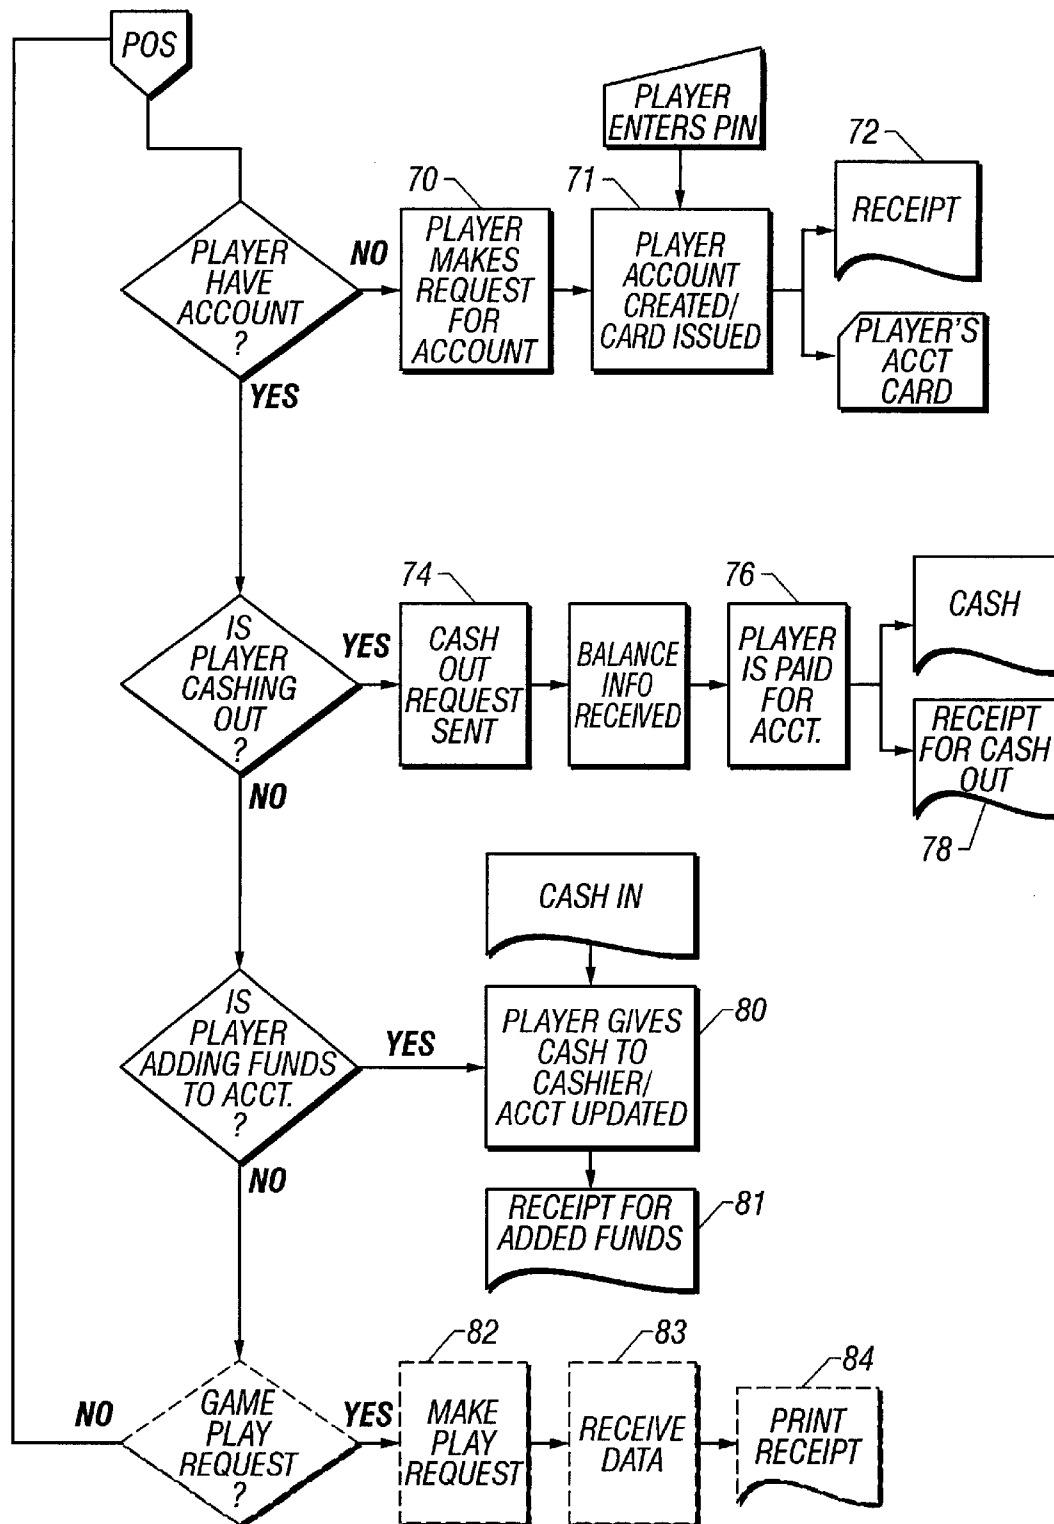 POS
PLAYER
ENTERS PIN
72
70
71
RECEIPT
PLAYER
HAVE
ACCOUNT
?
NO
YES
PLAYER
MAKES
REQUEST
FOR
ACCOUNT
PLAYER
ACCOUNT
CREATED/
CARD ISSUED
PLAYER'S
ACCT
CARD
74
76
IS
PLAYER
CASHING
OUT
?
YES
NO
CASH
OUT
REQUEST
SENT
BALANCE
INFO
RECEIVED
PLAYER
IS PAID
FOR
ACCT.
CASH
RECEIPT
FOR CASH
OUT
78
CASH IN
IS
PLAYER
ADDING FUNDS
TO ACCT.
?
YES
NO
PLAYER GIVES
CASH TO
CASHIER/
ACCT UPDATED
80
RECEIPT FOR
ADDED FUNDS
81
82
83
84
NO
GAME
PLAY
REQUEST
?
YES
MAKE
PLAY
REQUEST
RECEIVE
DATA
PRINT
RECEIPT